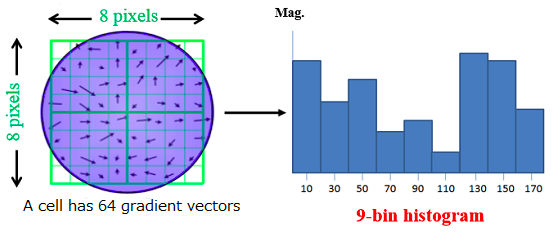 8 pixels
Mag.
8 pixels
10 30 50 70 90 110 130 150 170
A cell has 64 gradient vectors
9-bin histogram